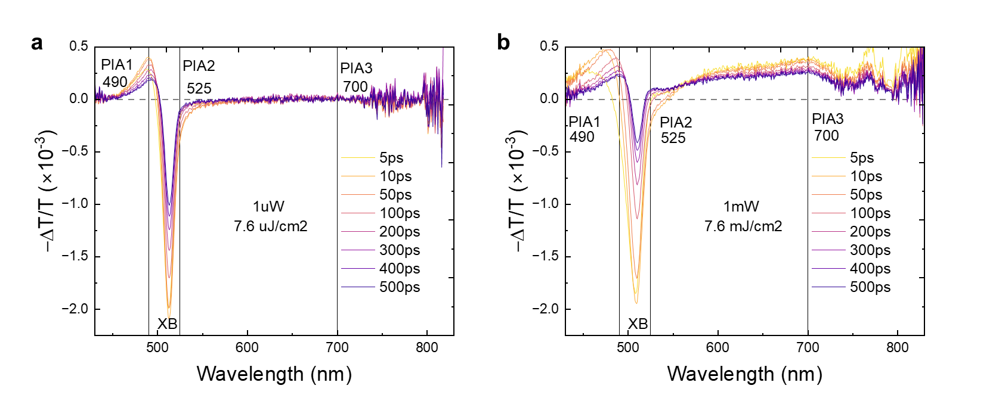 a
−ΔT/T (×10-3)
0.5
0.0
−0.5
−1.0
−1.5
−2.0
PIA1
490
PIA2
525
PIA3
700
1uW
7.6 uJ/cm2
5ps
10ps
50ps
100ps
200ps
300ps
400ps
500ps
XB
500 600 700 800
Wavelength (nm)
b
−ΔT/T (×10-3)
0.5
0.0
−0.5
−1.0
−1.5
−2.0
PIA1
490
PIA2
525
PIA3
700
1mW
7.6 mJ/cm2
5ps
10ps
50ps
100ps
200ps
300ps
400ps
500ps
XB
500 600 700 800
Wavelength (nm)